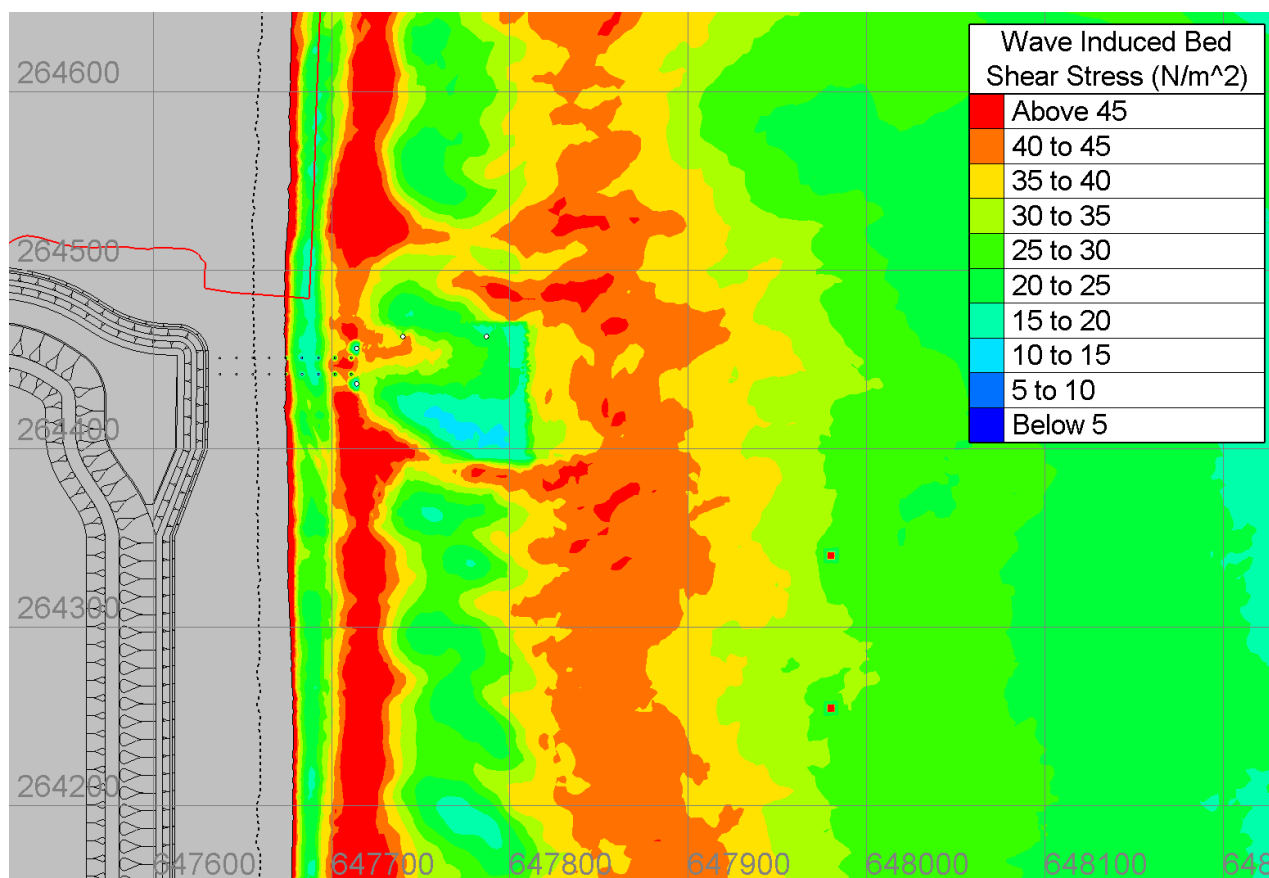 Wave Induced Bed
Shear Stress (N/m^2)
Above 45
40 to 45
35 to 40
30 to 35
25 to 30
20 to 25
15 to 20
10 to 15
5 to 10
Below 5
264600
264500
264400
264300
264200
647600
647700
647800
647900
648000
648100
648